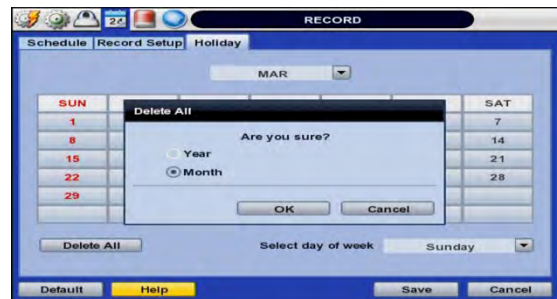 24
RECORD
Schedule Record Setup Holiday
MAR
SUN SAT
Delete All
1 7
Are you sure?
8 14
Year
15 21
Month
22 28
29
OK Cancel
Delete All Select day of week Sunday
Default Help Save Cancel